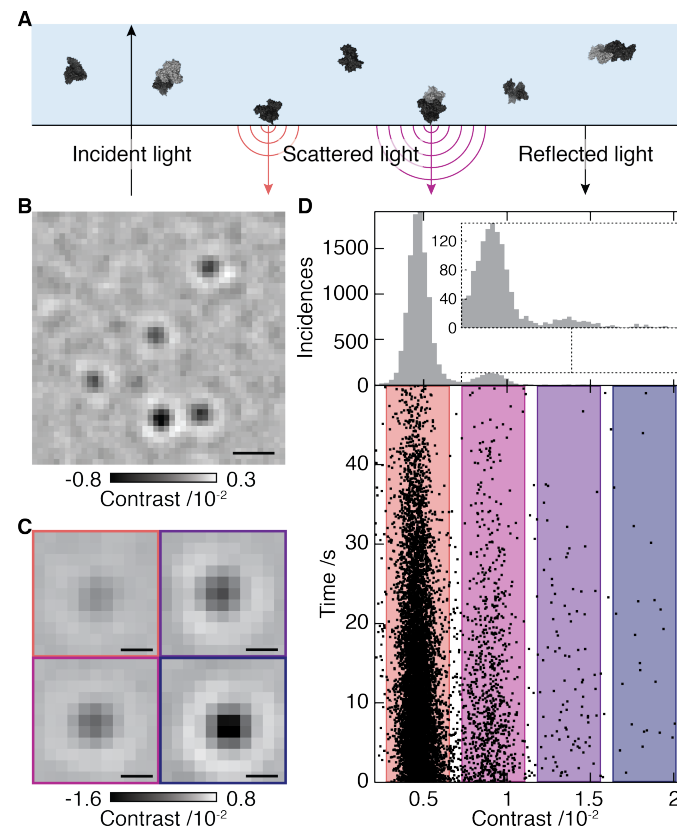 A
Incident light
Scattered light
Reflected light
B
-0.8
0.3
Contrast /10-2
C
-1.6
0.8
Contrast /10-2
D
Incidences
1500
1000
500
0
120
80
40
0
Time /s
40
30
20
10
0
0.5
1
1.5
2
Contrast /10-2